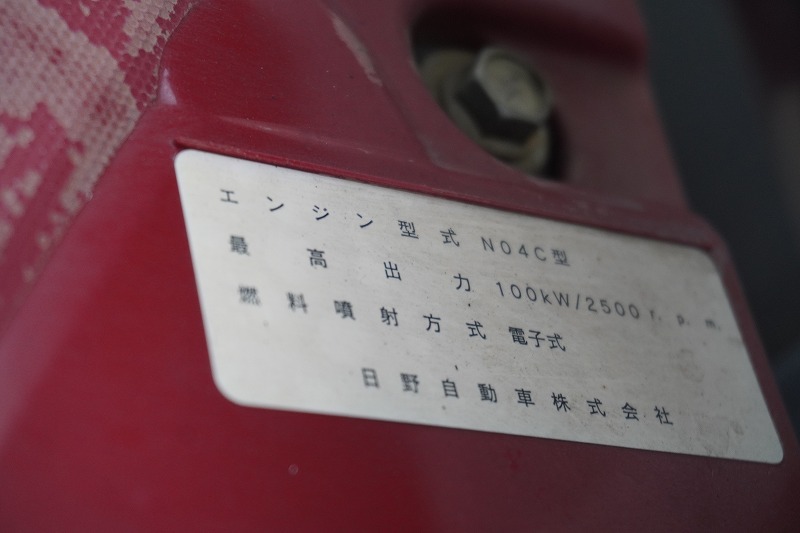 エンジン型式 N04C型
最高出力 100kW/2500r.p.m.
燃料噴射方式 電子式
日野自動車株式会社